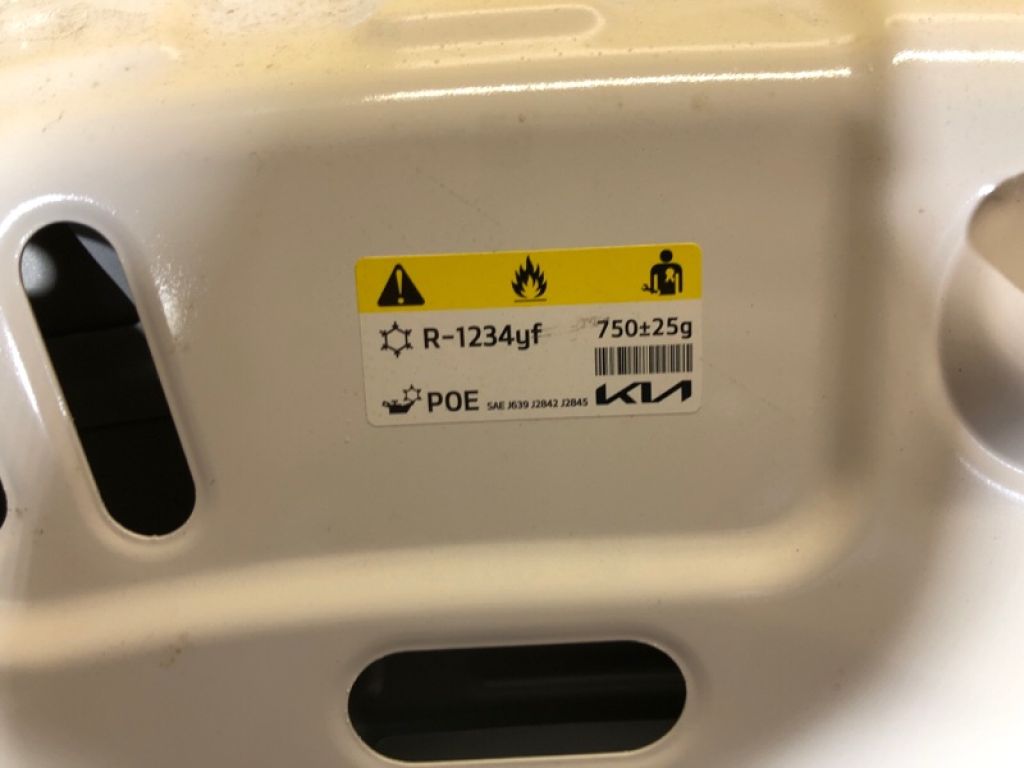 R-1234yf 750±25g
POE SAE J639 J2842 J2845 KIA